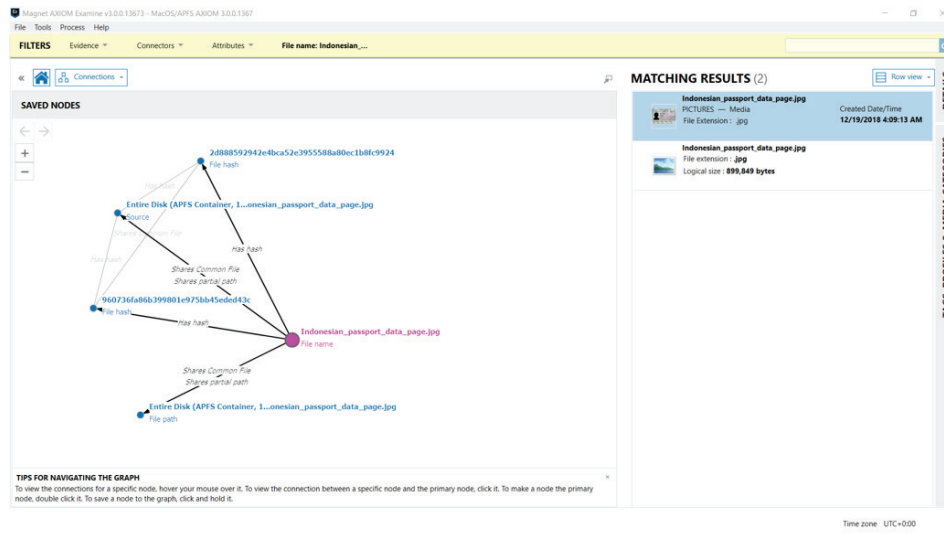 Magnet AXIOM Examine v3.0.0.13673 - MacOS/APFS AXIOM 3.0.0.1367
File Tools Process Help
FILTERS Evidence Connectors Attributes File name: Indonesian_...
Connections
SAVED NODES
2d888592942e4bca52e3955588a80ec1b8fc9924
File hash
Has hash
Entire Disk (APFS Container, 1...onesian_passport_data_page.jpg
Source
Shares Common File
Has hash
Has hash
Shares Common File
Shares partial path
960736fa86b399801e975bb45eded43c
File hash
Has hash
Indonesian_passport_data_page.jpg
File name
Shares Common File
Shares partial path
Entire Disk (APFS Container, 1...onesian_passport_data_page.jpg
File path
TIPS FOR NAVIGATING THE GRAPH
To view the connections for a specific node, hover your mouse over it. To view the connection between a specific node and the primary node, click it. To make a node the primary
node, double click it. To save a node to the graph, click and hold it.
MATCHING RESULTS (2)
Row view
Indonesian_passport_data_page.jpg
PICTURES — Media
File Extension : .jpg
Created Date/Time
12/19/2018 4:09:13 AM
Indonesian_passport_data_page.jpg
File extension : .jpg
Logical size : 899,849 bytes
Time zone UTC+0:00